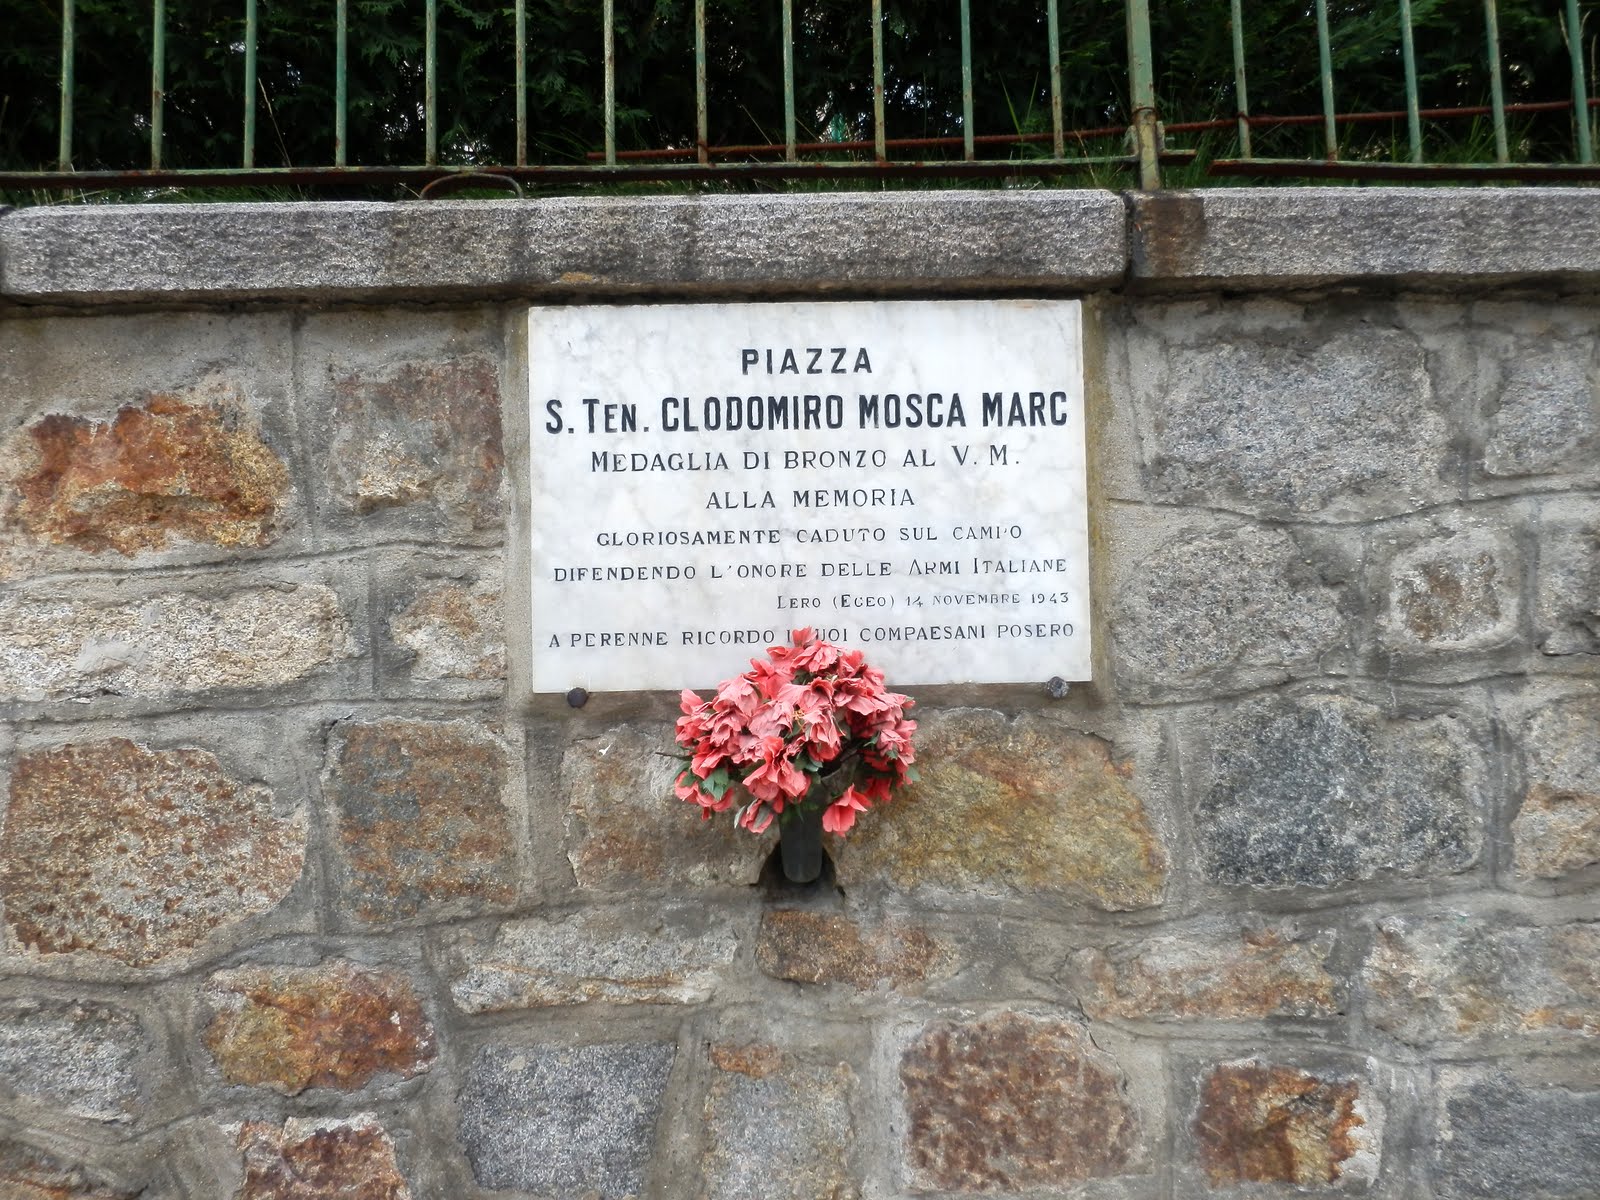 PIAZZA
S. TEN. CLODOMIRO MOSCA MARC
MEDAGLIA DI BRONZO AL V. M.
ALLA MEMORIA
GLORIOSAMENTE CADUTO SUL CAMPO
DIFENDENDO L'ONORE DELLE ARMI ITALIANE
LERO (EGEO) 14 NOVEMBRE 1943
A PERENNE RICORDO I SUOI COMPAESANI POSERO